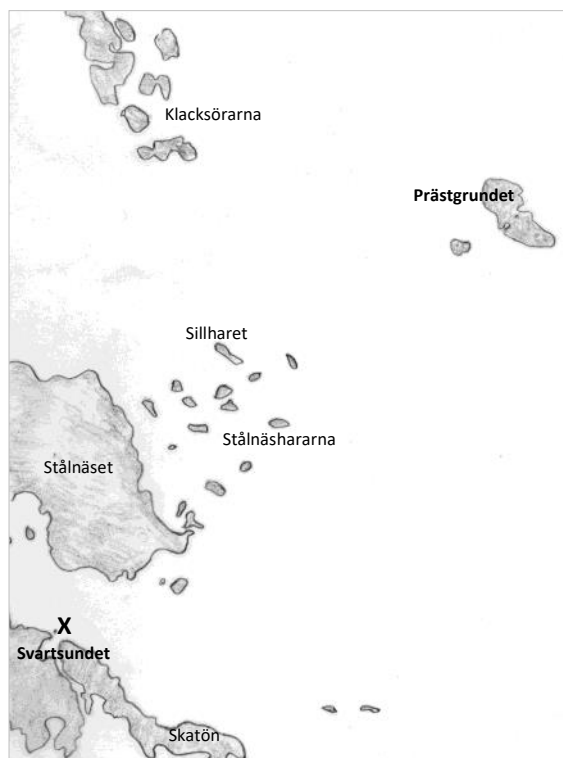 Klacksörarna
Prästgrundet
Sillharet
Stålnäshararna
Stålnäset
X
Svartsundet
Skatön